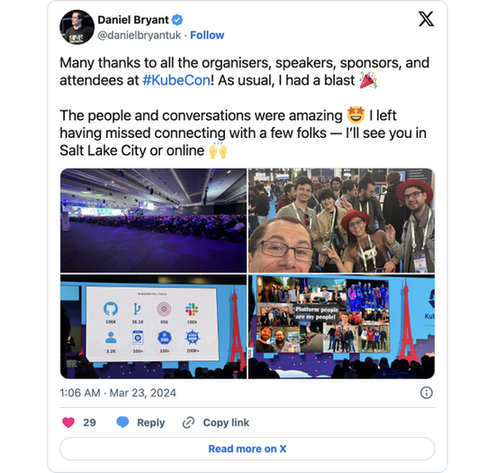 Daniel Bryant
@danielbryantuk · Follow
X
Many thanks to all the organisers, speakers, sponsors, and
attendees at #KubeCon! As usual, I had a blast 🎉
The people and conversations were amazing 🤩 I left
having missed connecting with a few folks — I'll see you in
Salt Lake City or online 🙌
106K
38.1K
65K
190K
3.2K
100+
100+
200K+
Platform people
are my people!
Kub
1:06 AM · Mar 23, 2024
29
Reply
Copy link
Read more on X